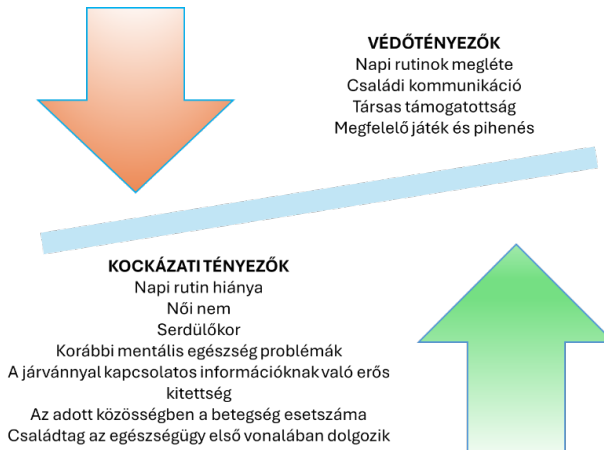 VÉDŐTÉNYEZŐK
Napi rutinok megléte
Családi kommunikáció
Társas támogatottság
Megfelelő játék és pihenés
KOCKÁZATI TÉNYEZŐK
Napi rutin hiánya
Női nem
Serdülőkor
Korábbi mentális egészség problémák
A járvánnyal kapcsolatos információknak való erős
kitettség
Az adott közösségben a betegség esetszáma
Családtag az egészségügy első vonalában dolgozik